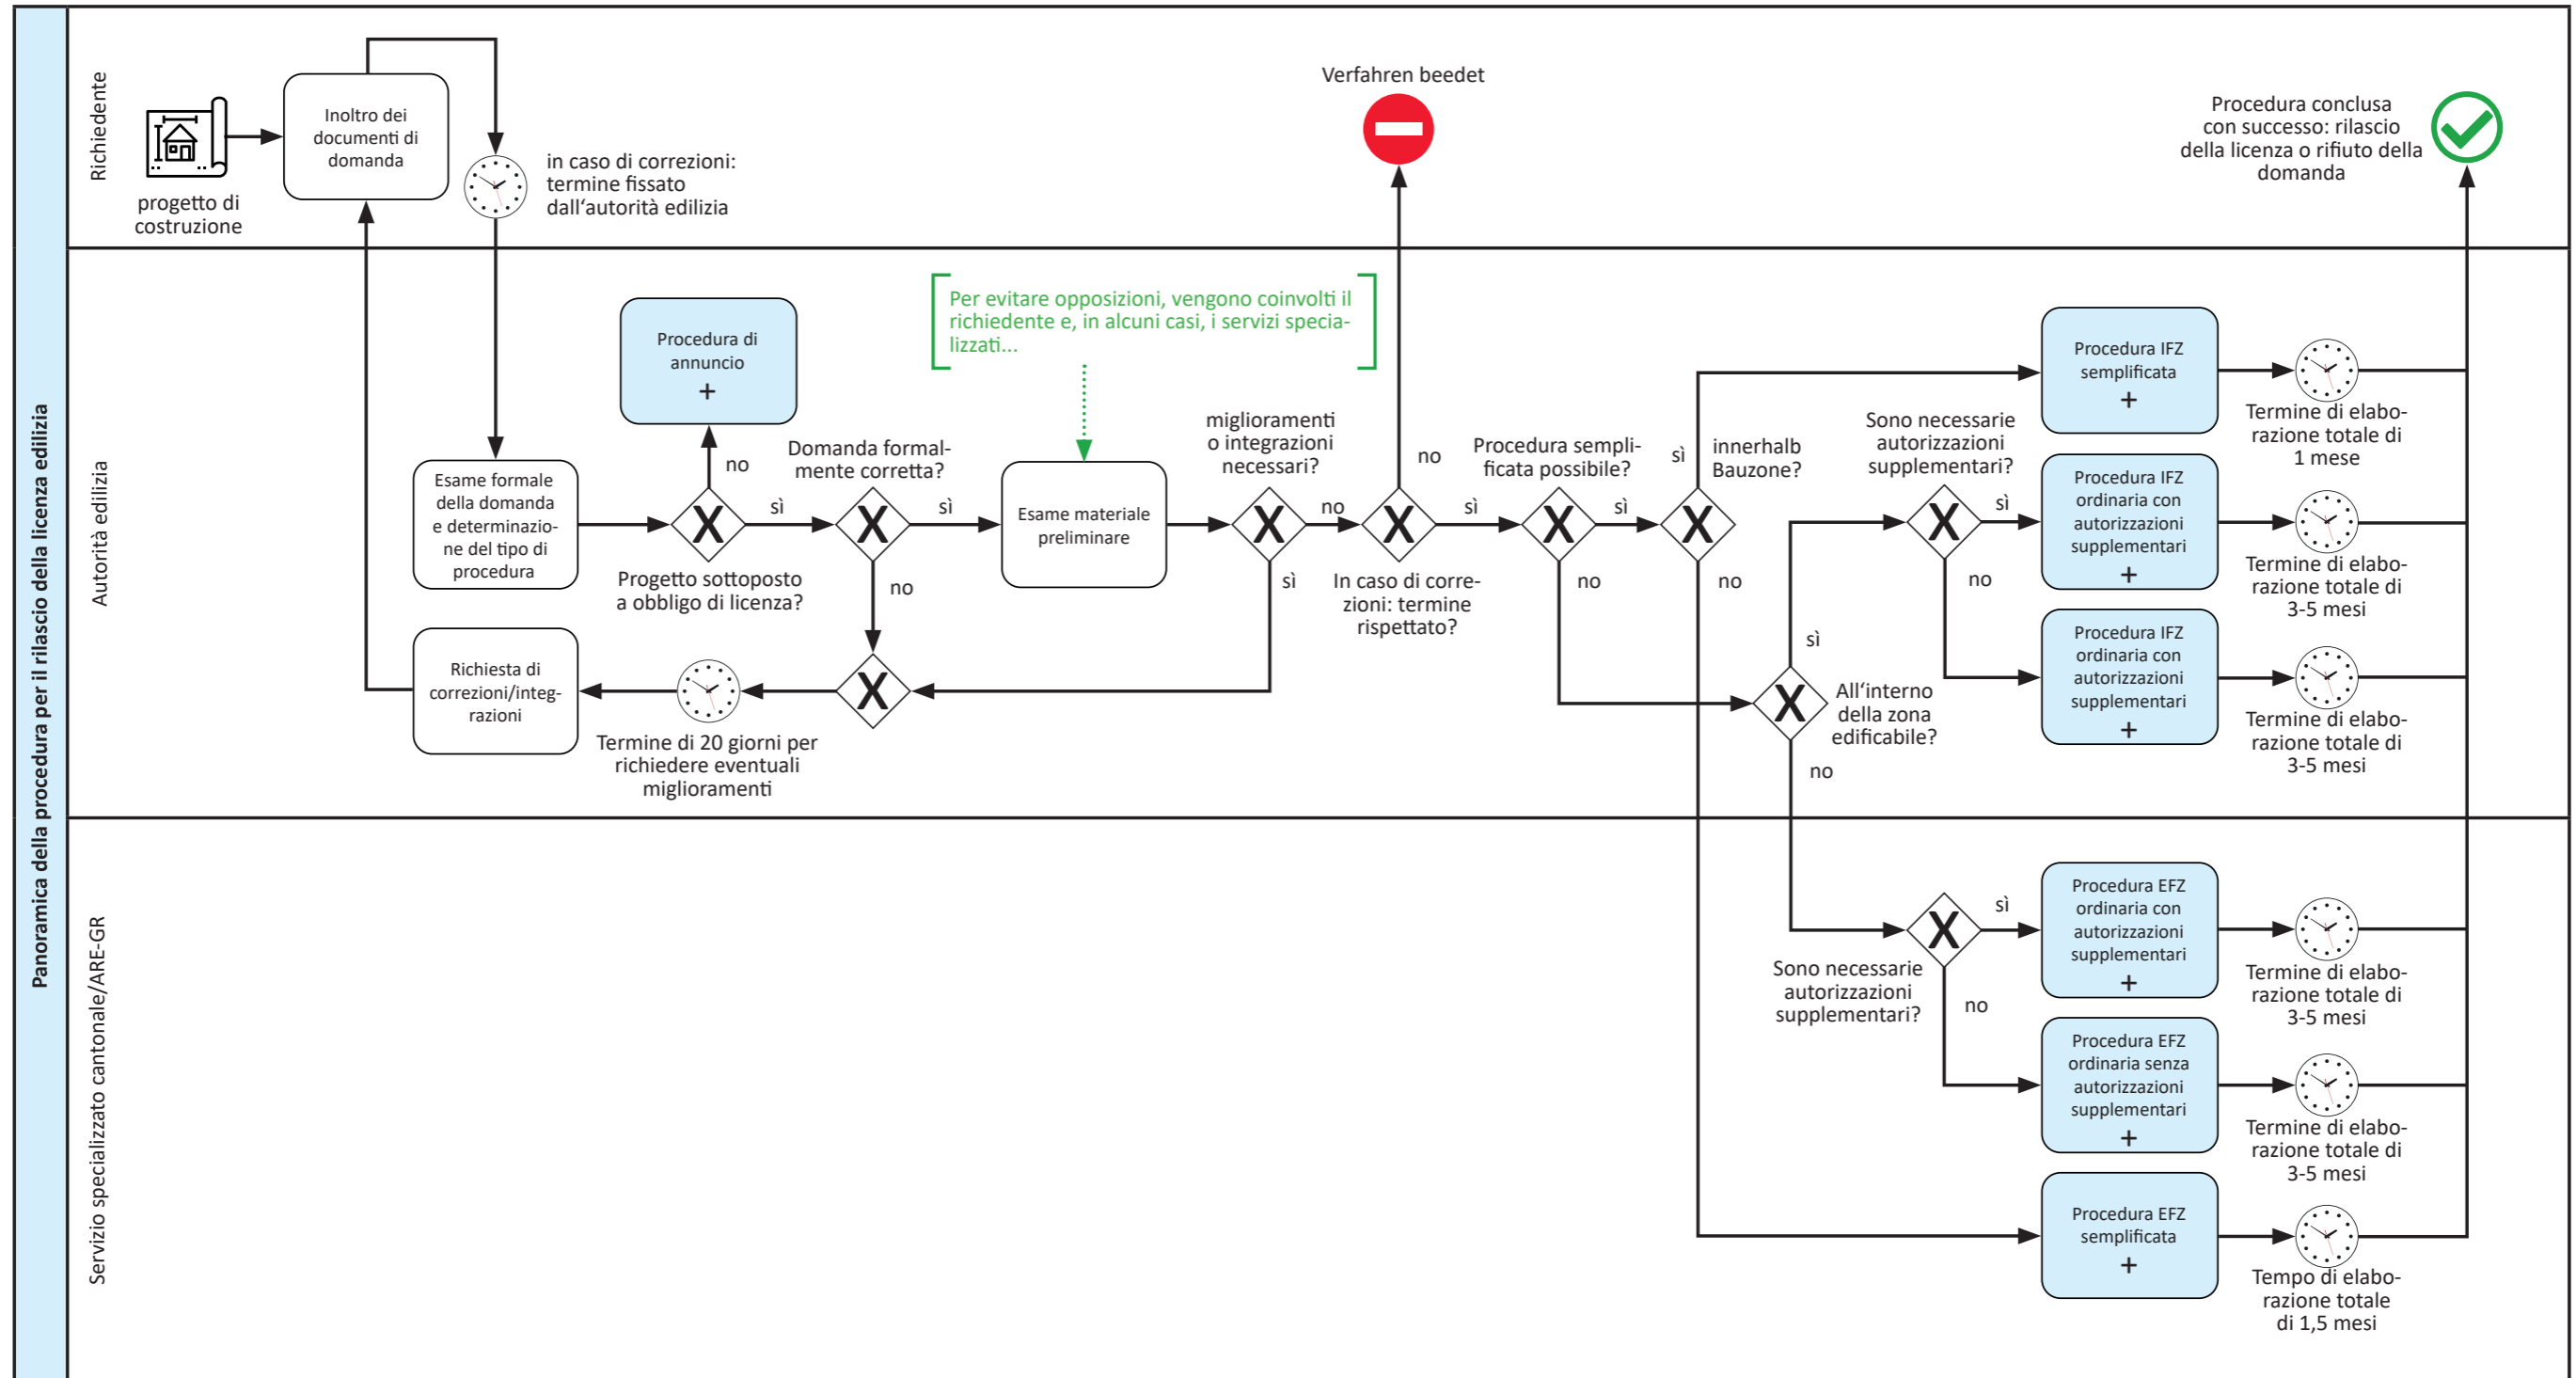 Panoramica della procedura per il rilascio della licenza edilizia
Richiedente
progetto di
costruzione
Inoltro dei
documenti di
domanda
in caso di correzioni:
termine fissato
dall‘autorità edilizia
Verfahren beedet
Procedura conclusa
con successo: rilascio
della licenza o rifiuto della
domanda
Autorità edilizia
Esame formale
della domanda
e determinazio-
ne del tipo di
procedura
Procedura di
annuncio
+
no
X
Progetto sottoposto
a obbligo di licenza?
sì
Domanda formal-
mente corretta?
X
sì
no
Per evitare opposizioni, vengono coinvolti il
richiedente e, in alcuni casi, i servizi specia-
lizzati...
Esame materiale
preliminare
miglioramenti
o integrazioni
necessari?
X
no
sì
X
Termine di 20 giorni per
richiedere eventuali
miglioramenti
Richiesta di
correzioni/integ-
razioni
X
no
In caso di corre-
zioni: termine
rispettato?
sì
Procedura sempli-
ficata possibile?
X
sì
no
innerhalb
Bauzone?
X
sì
no
X
All‘interno
della zona
edificabile?
sì
no
Sono necessarie
autorizzazioni
supplementari?
X
sì
no
Procedura IFZ
semplificata
+
Termine di elabo-
razione totale di
1 mese
Procedura IFZ
ordinaria con
autorizzazioni
supplementari
+
Termine di elabo-
razione totale di
3-5 mesi
Procedura IFZ
ordinaria con
autorizzazioni
supplementari
+
Termine di elabo-
razione totale di
3-5 mesi
Servizio specializzato cantonale/ARE-GR
Sono necessarie
autorizzazioni
supplementari?
X
sì
no
Procedura EFZ
ordinaria con
autorizzazioni
supplementari
+
Termine di elabo-
razione totale di
3-5 mesi
Procedura EFZ
ordinaria senza
autorizzazioni
supplementari
+
Termine di elabo-
razione totale di
3-5 mesi
Procedura EFZ
semplificata
+
Tempo di elabo-
razione totale
di 1,5 mesi